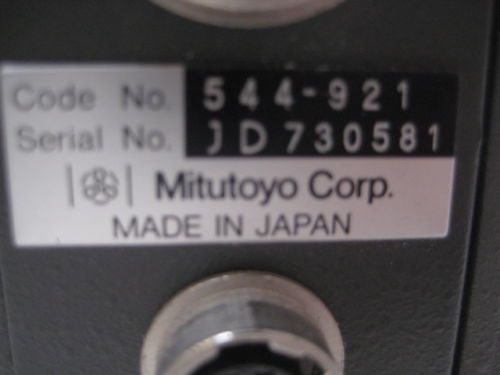 Code No. 544-921
Serial No. JD730581
Mitutoyo Corp.
MADE IN JAPAN